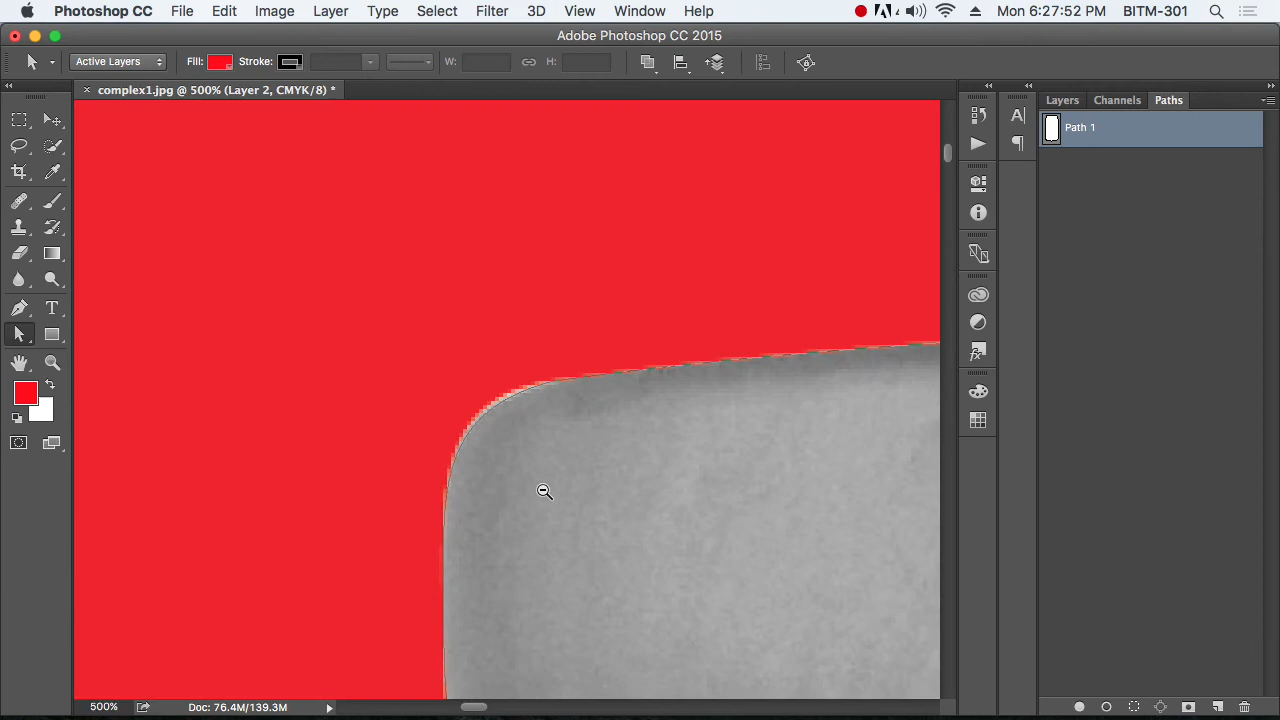 Photoshop CC File Edit Image Layer Type Select Filter 3D View Window Help Mon 6:27:52 PM BITM-301
Adobe Photoshop CC 2015
Active Layers Fill: Stroke: W: H:
complex1.jpg @ 500% (Layer 2, CMYK/8) *
Layers Channels Paths
Path 1
500% Doc: 76.4M/139.3M